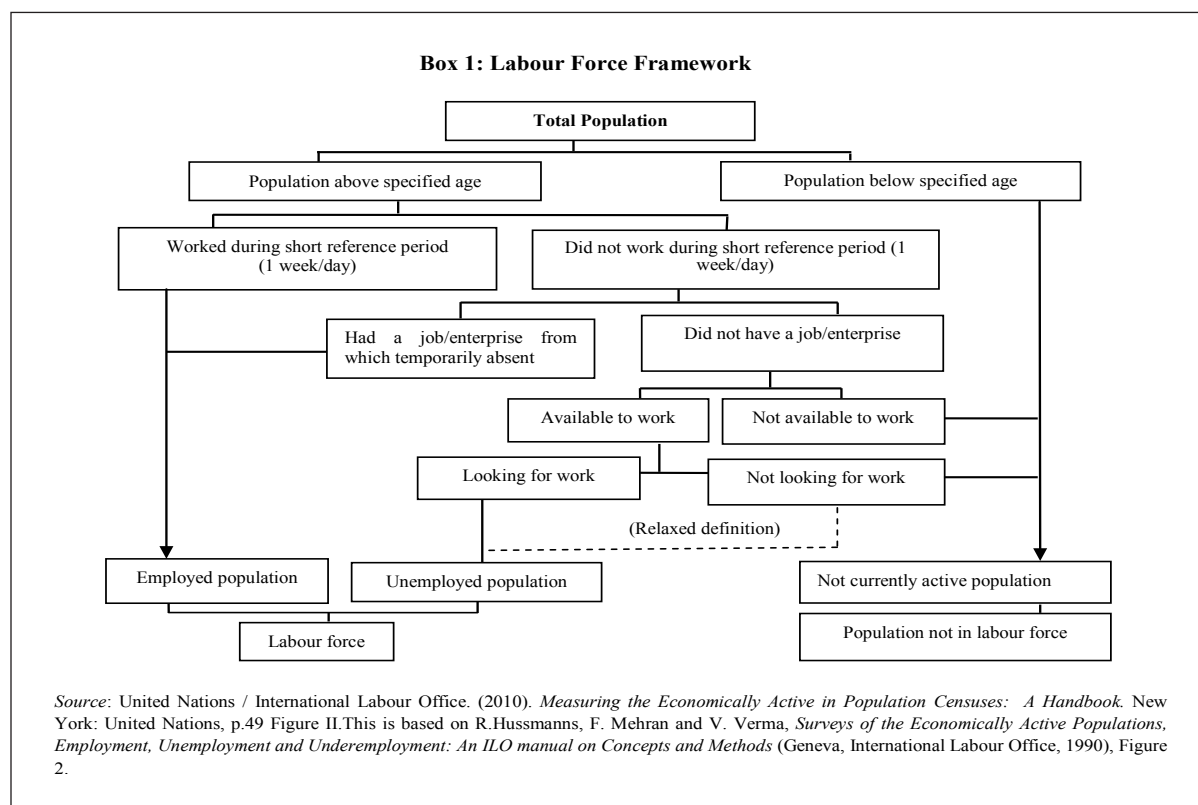 Box 1: Labour Force Framework
Total Population
Population above specified age
Population below specified age
Worked during short reference period
(1 week/day)
Did not work during short reference period (1
week/day)
Had a job/enterprise from
which temporarily absent
Did not have a job/enterprise
Available to work
Not available to work
Looking for work
Not looking for work
(Relaxed definition)
Employed population
Unemployed population
Not currently active population
Labour force
Population not in labour force
Source: United Nations / International Labour Office. (2010). Measuring the Economically Active in Population Censuses: A Handbook. New
York: United Nations, p.49 Figure II.This is based on R.Hussmanns, F. Mehran and V. Verma, Surveys of the Economically Active Populations,
Employment, Unemployment and Underemployment: An ILO manual on Concepts and Methods (Geneva, International Labour Office, 1990), Figure
2.